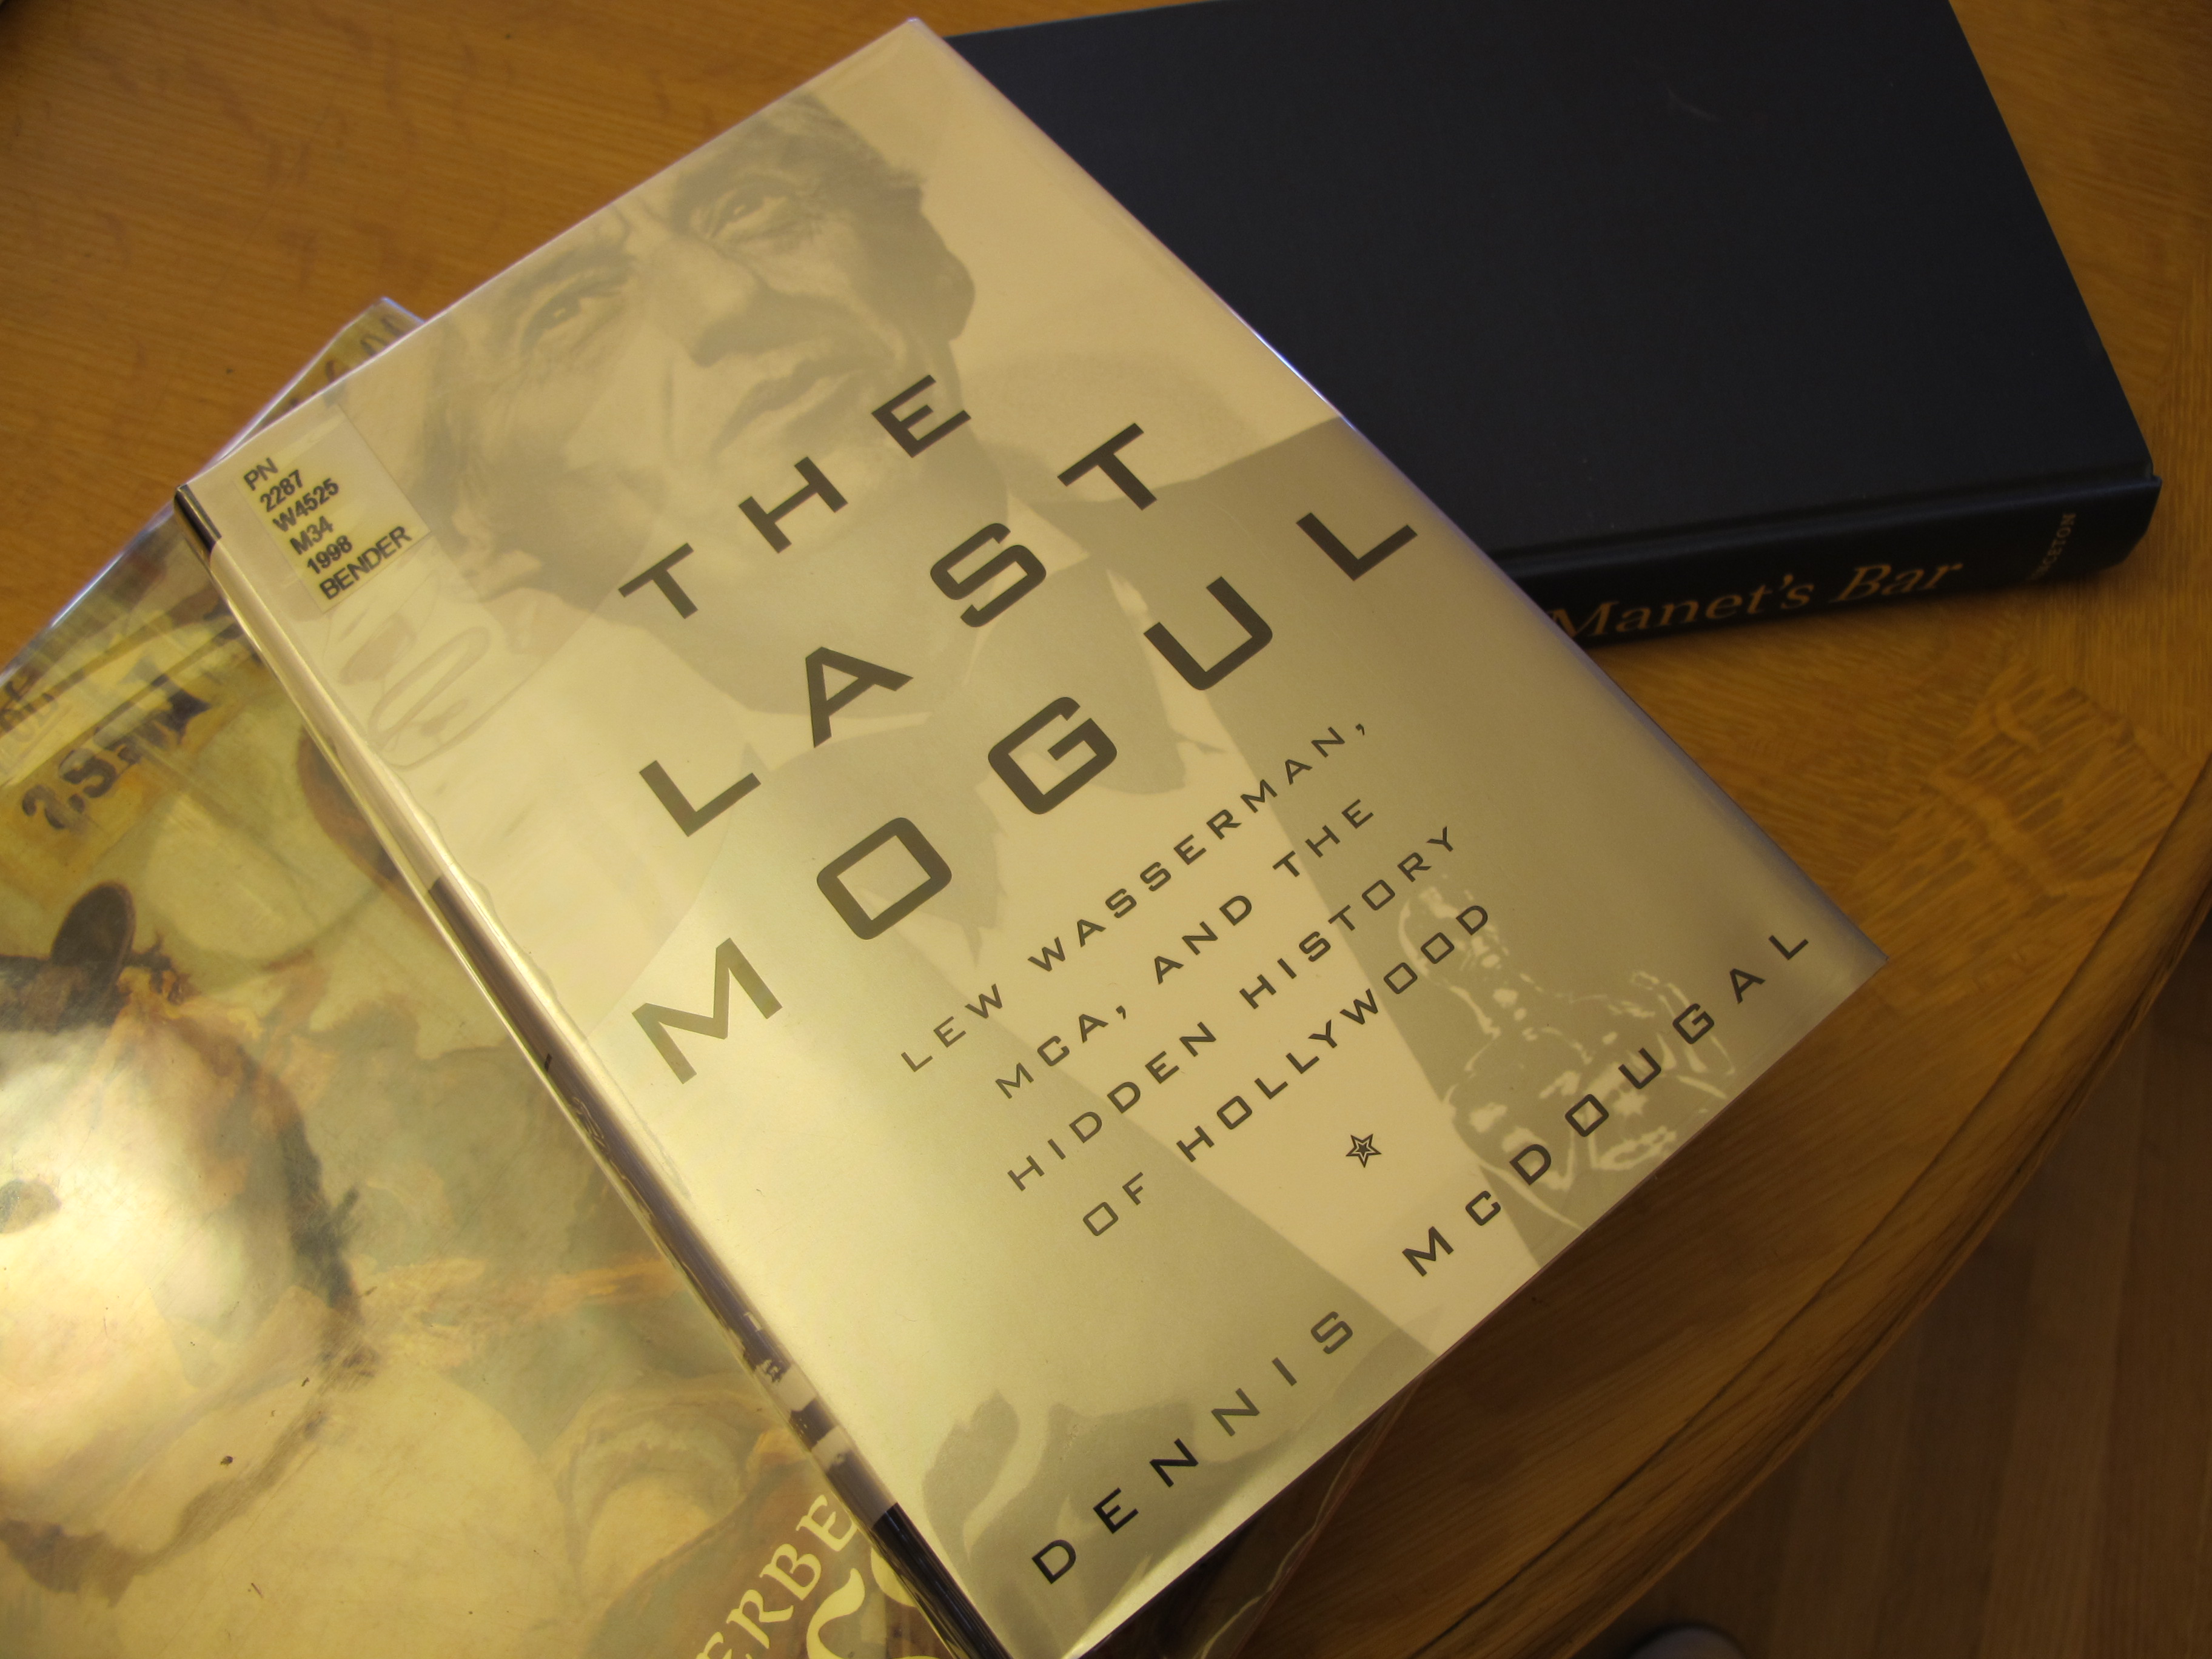 THE
LAST
MOGUL
LEW WASSERMAN,
MCA, AND THE
HIDDEN HISTORY
OF HOLLYWOOD
DENNIS McDOUGAL
PN
2287
W4525
M34
1998
BENDER
Manet's Bar